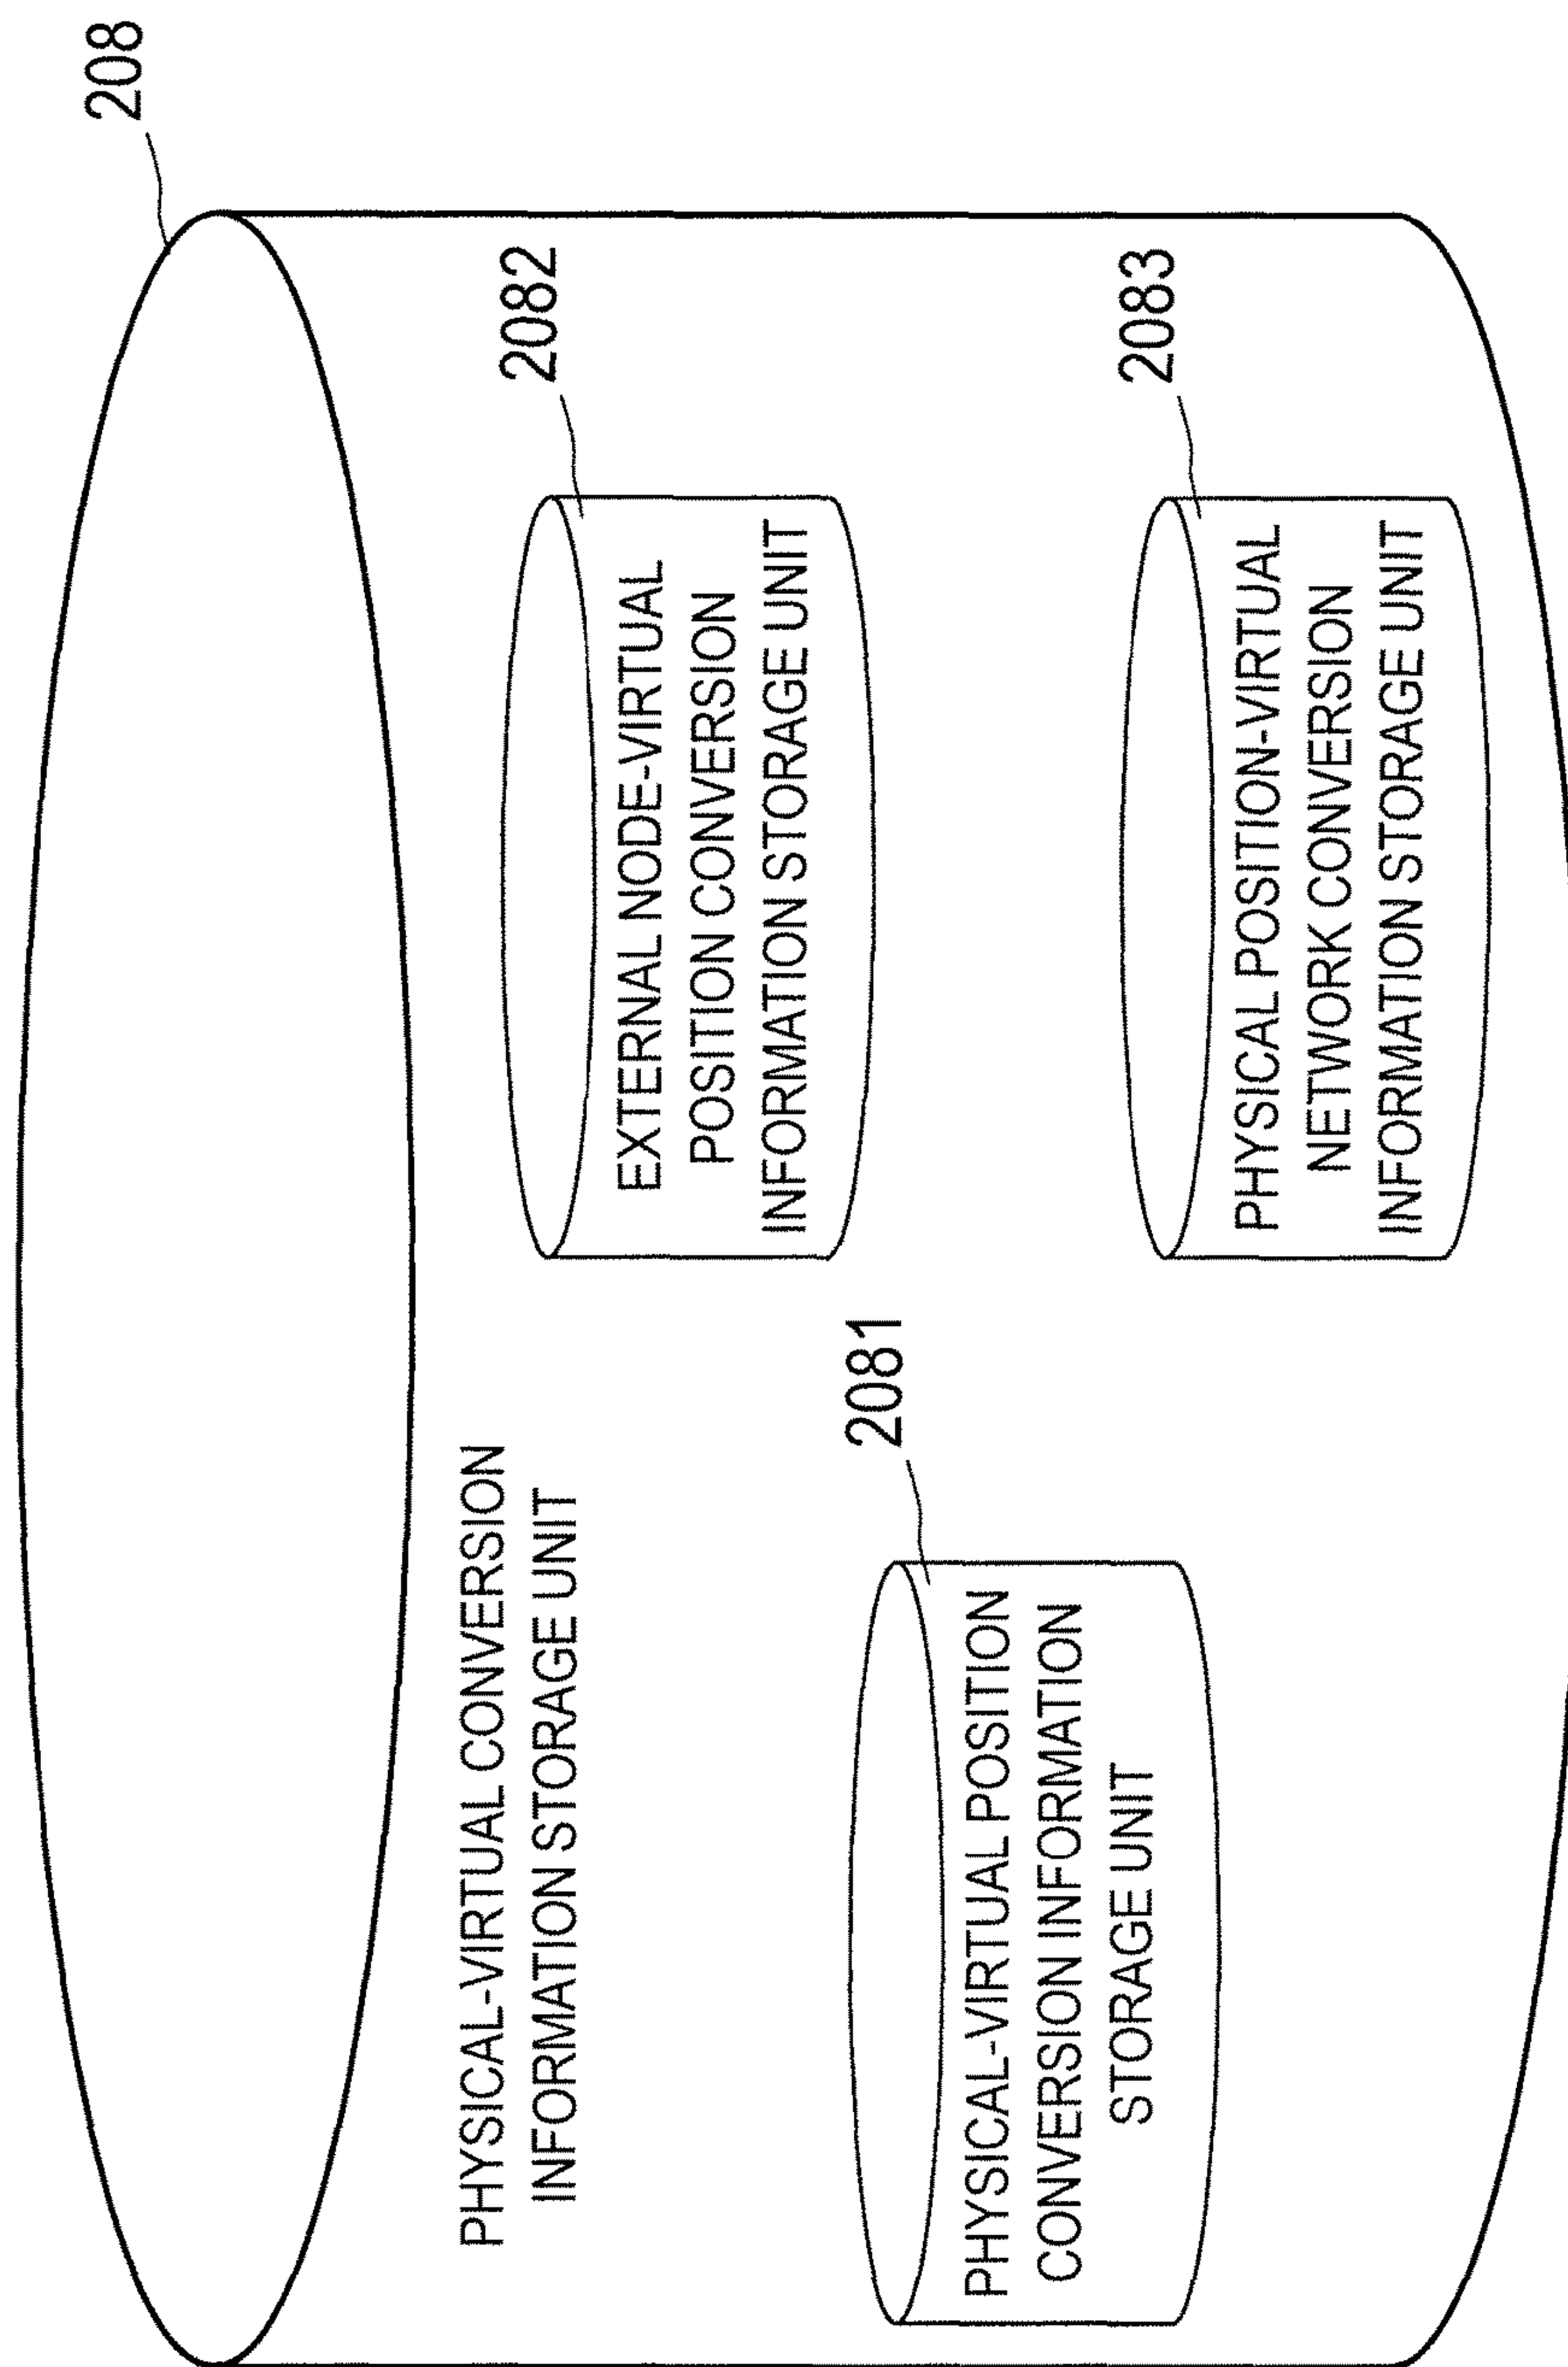 208
PHYSICAL-VIRTUAL CONVERSION
INFORMATION STORAGE UNIT
2082
EXTERNAL NODE-VIRTUAL
POSITION CONVERSION
INFORMATION STORAGE UNIT
2081
PHYSICAL-VIRTUAL POSITION
CONVERSION INFORMATION
STORAGE UNIT
2083
PHYSICAL POSITION-VIRTUAL
NETWORK CONVERSION
INFORMATION STORAGE UNIT